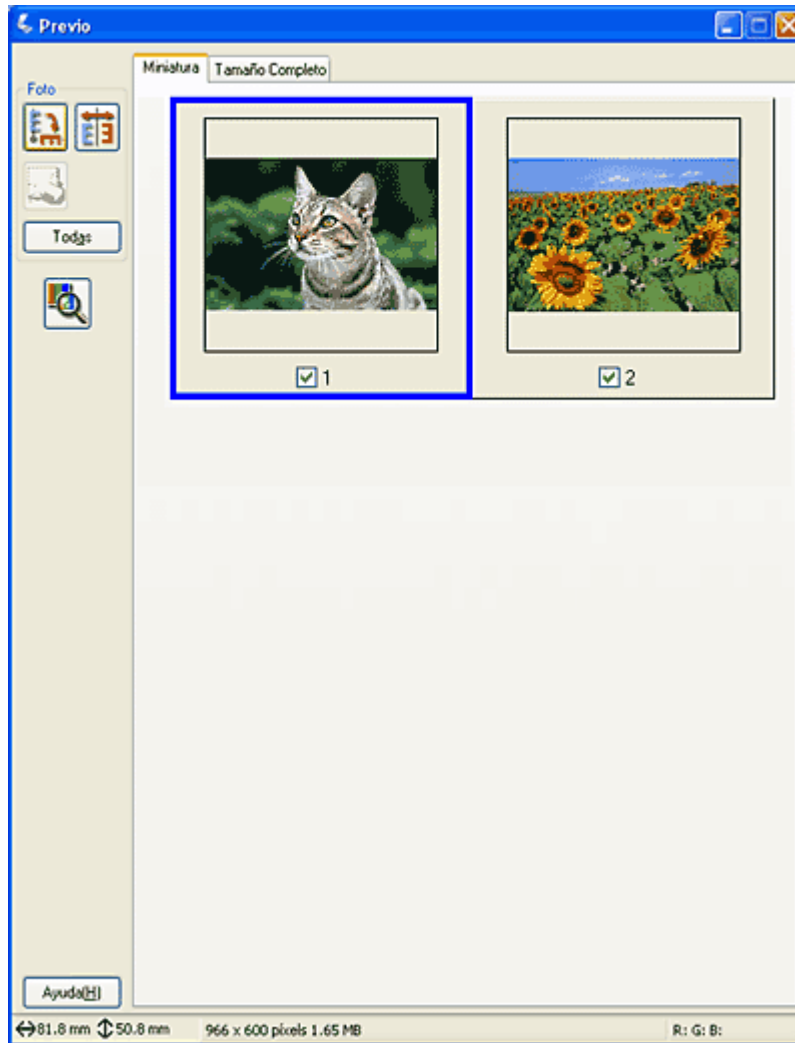 Previo
Miniatura Tamaño Completo
Foto
Todas
1 2
Ayuda(H)
81.8 mm 50.8 mm 966 x 600 pixels 1.65 MB R: G: B: